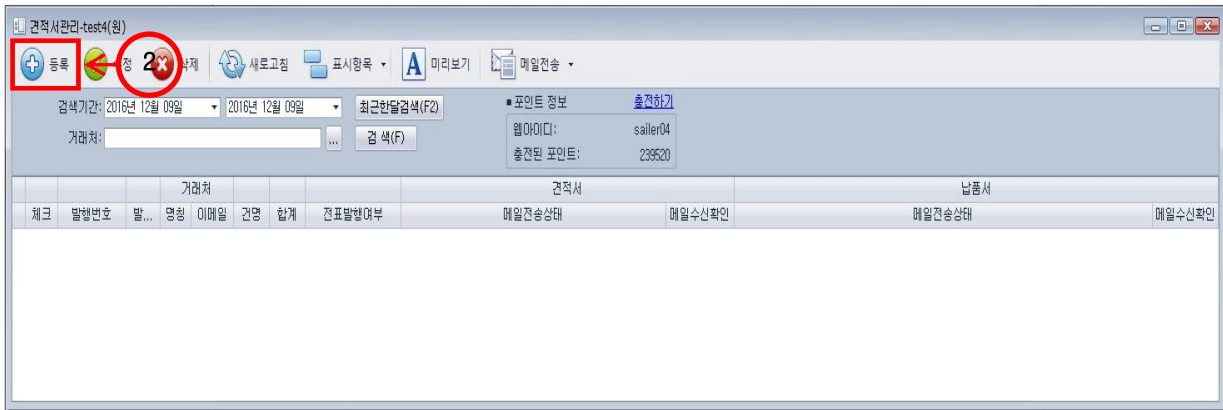 견적서관리-test4(원)
등록 정 2 삭제 새로고침 표시항목 A 미리보기 메일전송
검색기간: 2016년 12월 09일 2016년 12월 09일 최근한달검색(F2)
거래처: ... 검 색(F)
■ 포인트 정보 충전하기
웹아이디: sailer04
충전된 포인트: 239520
거래처 견적서 납품서
체크 발행번호 발... 명칭 이메일 건명 합계 전표발행여부 메일전송상태 메일수신확인 메일전송상태 메일수신확인